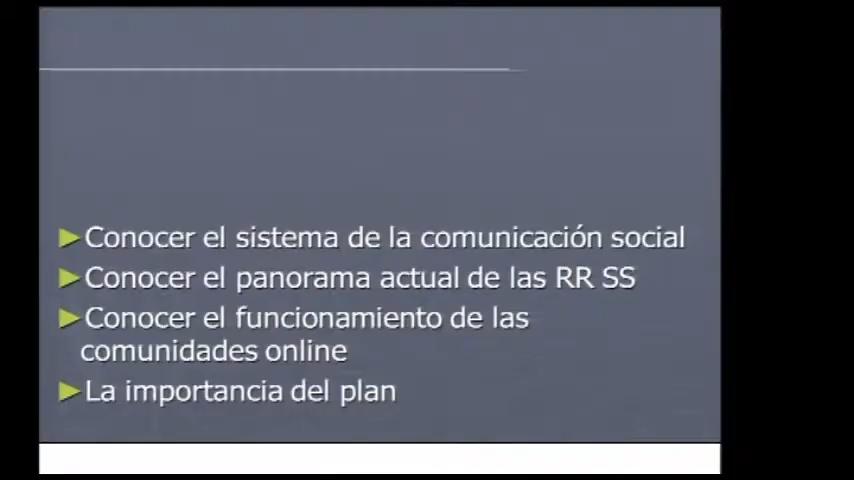 Conocer el sistema de la comunicación social
Conocer el panorama actual de las RR SS
Conocer el funcionamiento de las
comunidades online
La importancia del plan